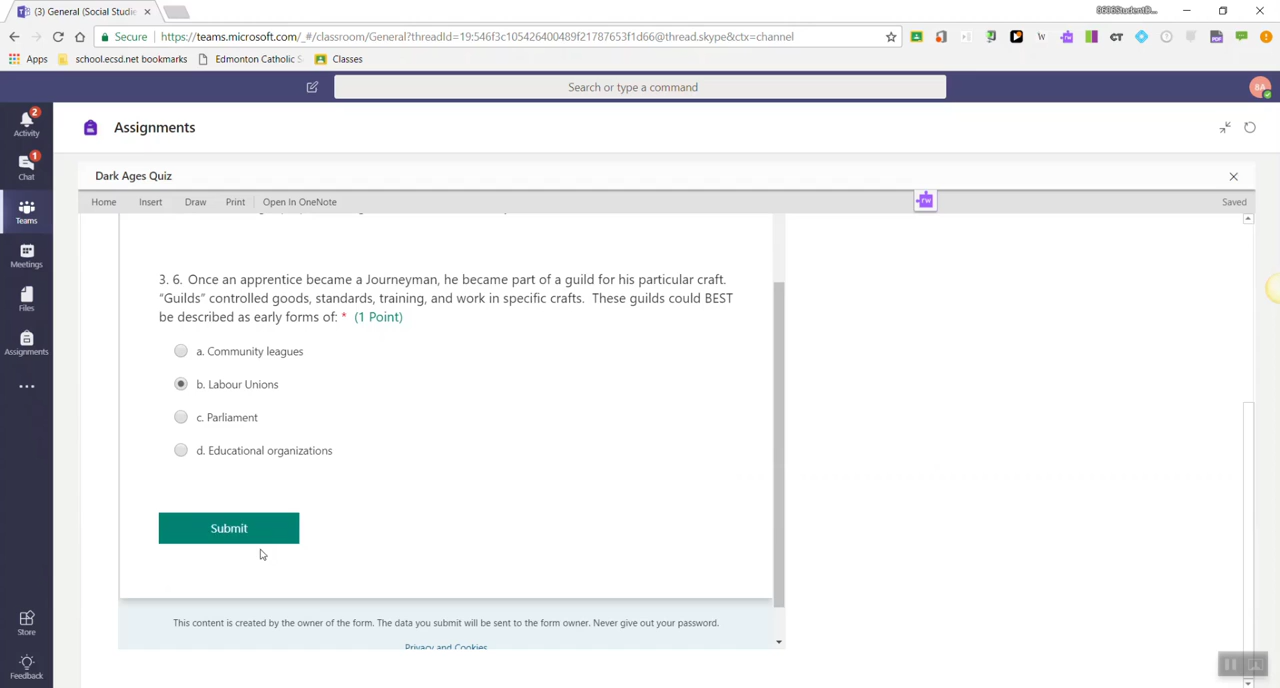 (3) General (Social Studie
Secure
https://teams.microsoft.com/_#/classroom/General?threadId=19:546f3c105426400489f21787653f1d66@thread.skype&ctx=channel
Apps
school.ecsd.net bookmarks
Edmonton Catholic S
Classes
Search or type a command
BA
2
Activity
1
Chat
Teams
Meetings
Files
Assignments
Store
Feedback
Assignments
Dark Ages Quiz
Home
Insert
Draw
Print
Open In OneNote
rw
Saved
3. 6. Once an apprentice became a Journeyman, he became part of a guild for his particular craft.
“Guilds” controlled goods, standards, training, and work in specific crafts. These guilds could BEST
be described as early forms of: * (1 Point)
a. Community leagues
b. Labour Unions
c. Parliament
d. Educational organizations
Submit
This content is created by the owner of the form. The data you submit will be sent to the form owner. Never give out your password.
Privacy and Cookies